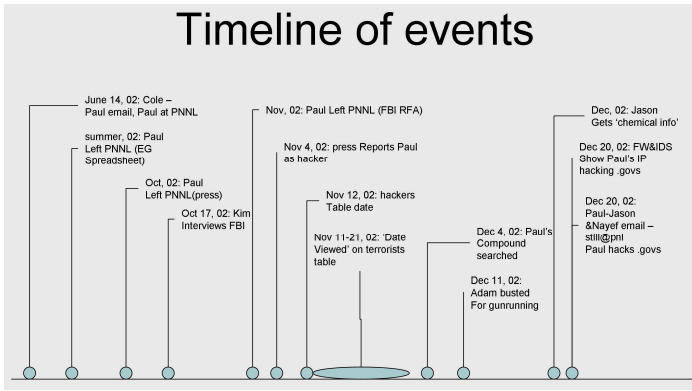 Timeline of events
June 14, 02: Cole –
Paul email, Paul at PNNL
summer, 02: Paul
Left PNNL (EG
Spreadsheet)
Oct, 02: Paul
Left PNNL(press)
Oct 17, 02: Kim
Interviews FBI
Nov, 02: Paul Left PNNL (FBI RFA)
Nov 4, 02: press Reports Paul
as hacker
Nov 12, 02: hackers
Table date
Nov 11-21, 02: 'Date
Viewed' on terrorists
table
Dec 4, 02: Paul's
Compound
searched
Dec 11, 02:
Adam busted
For gunrunning
Dec, 02: Jason
Gets 'chemical info'
Dec 20, 02: FW&IDS
Show Paul's IP
hacking .govs
Dec 20, 02:
Paul-Jason
&Nayef email –
still@pnl
Paul hacks .govs